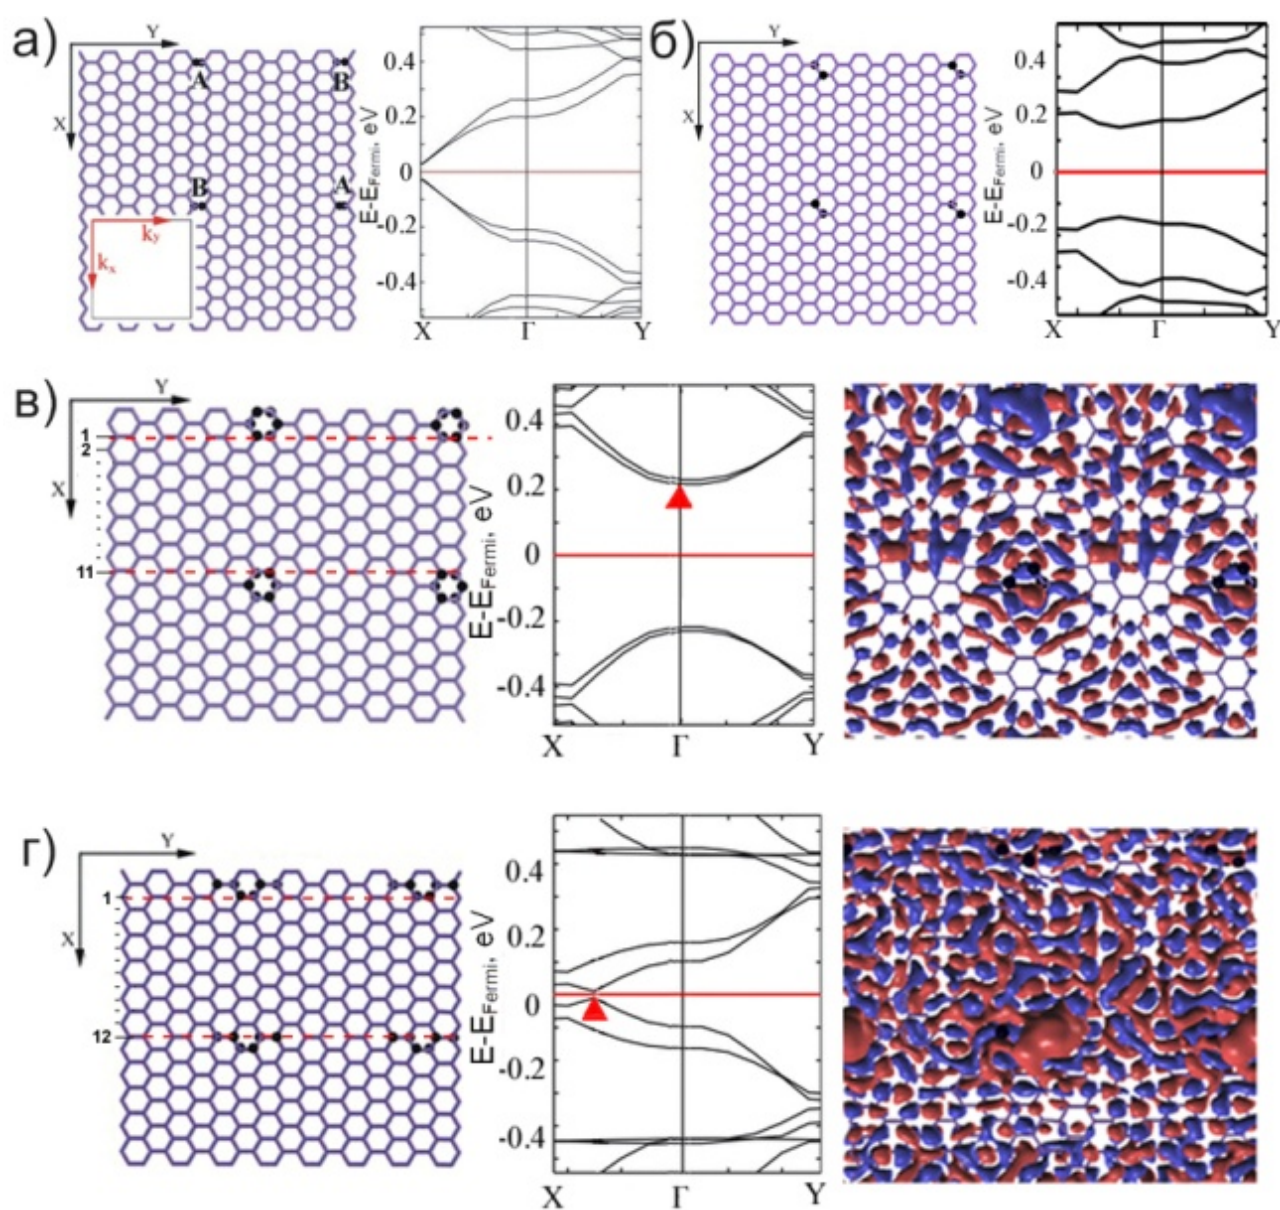 а)
Y
X
A
B
B
A
ky
kx
E-EFermi, eV
0.4
0.2
0
-0.2
-0.4
X
Γ
Y
б)
Y
X
E-EFermi, eV
0.4
0.2
0
-0.2
-0.4
X
Γ
Y
в)
Y
X
1
2
11
E-EFermi, eV
0.4
0.2
0
-0.2
-0.4
X
Γ
Y
г)
Y
X
1
12
E-EFermi, eV
0.4
0.2
0
-0.2
-0.4
X
Γ
Y